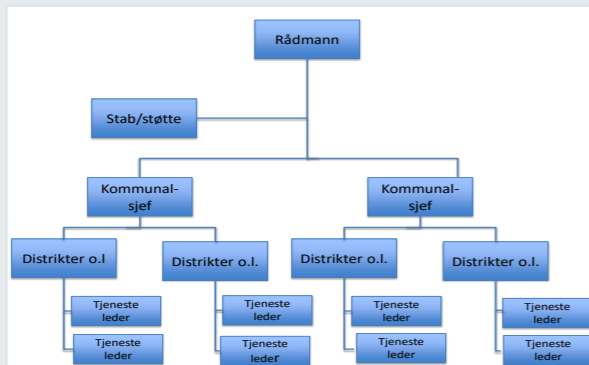 Rådmann
Stab/støtte
Kommunal-
sjef
Kommunal-
sjef
Distrikter o.l
Distrikter o.l.
Distrikter o.l.
Distrikter o.l.
Tjeneste
leder
Tjeneste
leder
Tjeneste
leder
Tjeneste
leder
Tjeneste
leder
Tjeneste
leder
Tjeneste
leder
Tjeneste
leder